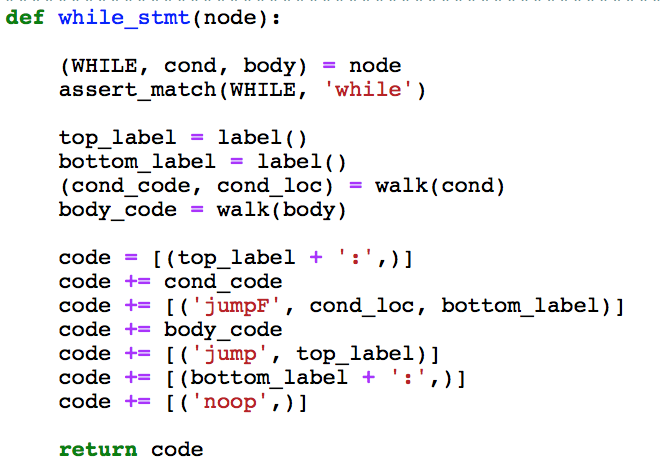 def while_stmt(node):
(WHILE, cond, body) = node
assert_match(WHILE, 'while')
top_label = label()
bottom_label = label()
(cond_code, cond_loc) = walk(cond)
body_code = walk(body)
code = [(top_label + ':',)]
code += cond_code
code += [('jumpF', cond_loc, bottom_label)]
code += body_code
code += [('jump', top_label)]
code += [(bottom_label + ':',)]
code += [('noop',)]
return code